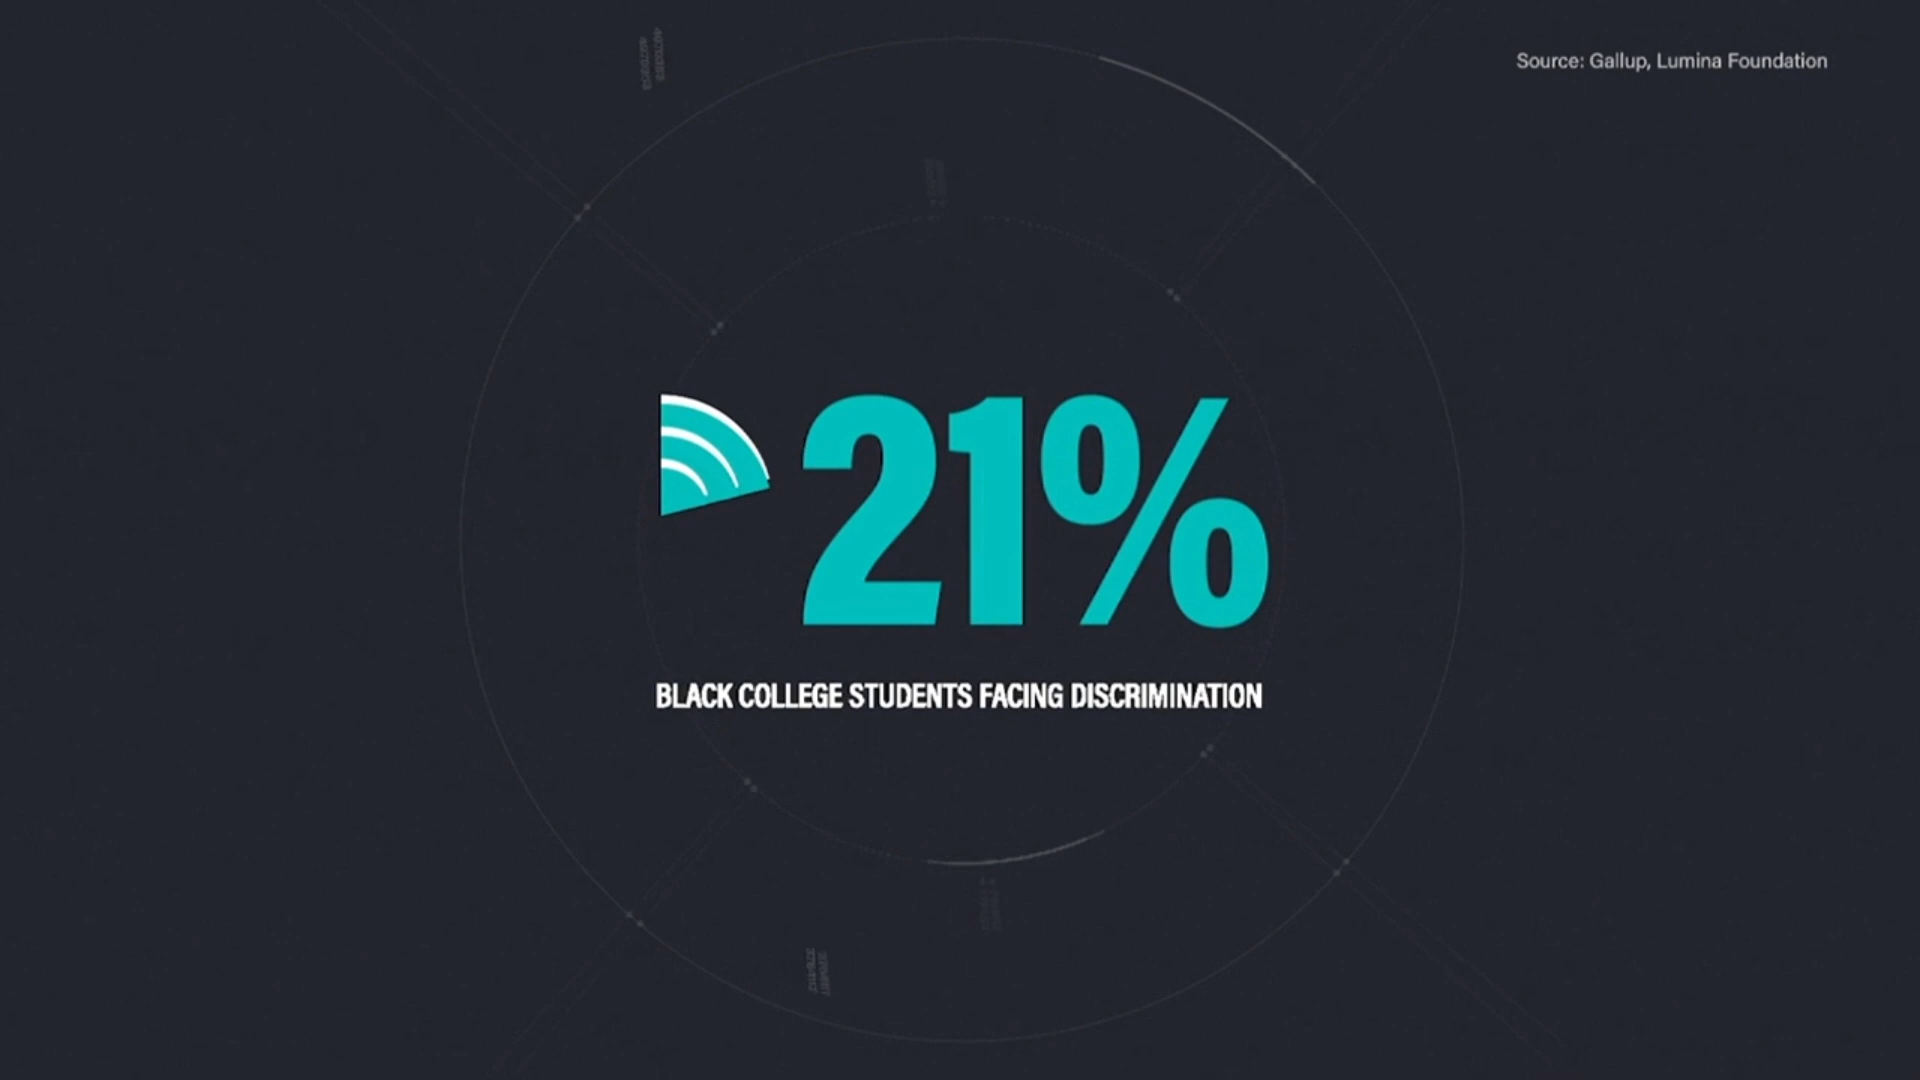 Source: Gallup, Lumina Foundation
21%
BLACK COLLEGE STUDENTS FACING DISCRIMINATION